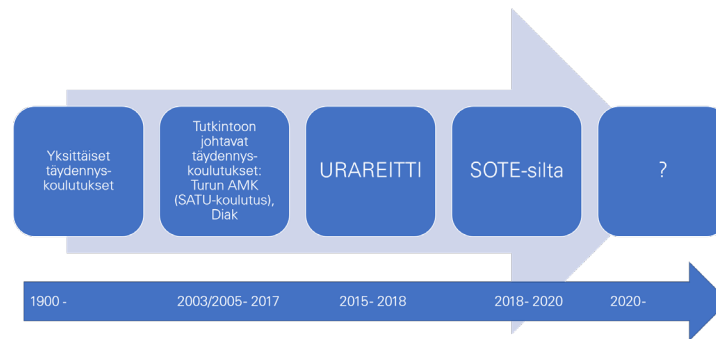 Yksittäiset
täydennys-
koulutukset
Tutkintoon
johtavat
täydennys-
koulutukset:
Turun AMK
(SATU-koulutus),
Diak
URAREITTI
SOTE-silta
?
1900 -
2003/2005- 2017
2015- 2018
2018- 2020
2020-